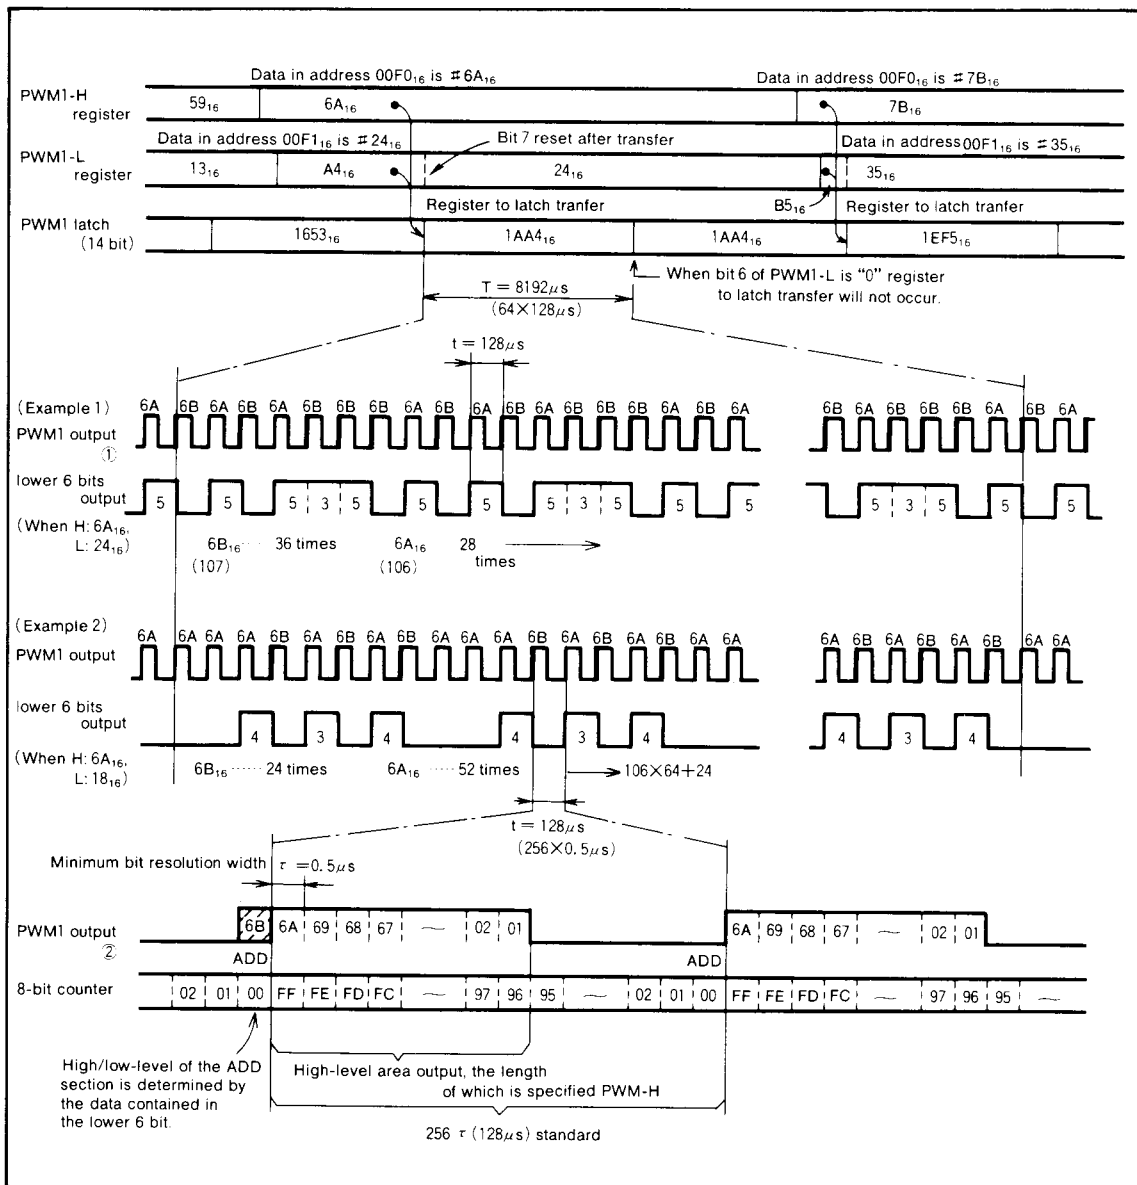 Data in address 00F0₁₆ is #6A₁₆
Data in address 00F0₁₆ is #7B₁₆
PWM1-H
register
59₁₆
6A₁₆
7B₁₆
Data in address 00F1₁₆ is #24₁₆
Bit 7 reset after transfer
Data in address 00F1₁₆ is #35₁₆
PWM1-L
register
13₁₆
A4₁₆
24₁₆
35₁₆
B5₁₆
Register to latch tranfer
Register to latch tranfer
PWM1 latch
(14 bit)
1653₁₆
1AA4₁₆
1AA4₁₆
1EF5₁₆
When bit 6 of PWM1-L is “0” register
to latch transfer will not occur.
T = 8192μs
(64×128μs)
t = 128μs
(Example 1)
PWM1 output
①
6A 6B 6A 6B 6A 6B 6B 6B 6A 6B 6A 6B 6A 6B 6B 6B 6A 6B 6A
6B 6A 6B 6B 6B 6A 6B 6A
lower 6 bits
output
5 5 5 3 5 5 5 5 3 5 5 5
5 3 5 5 5
(When H: 6A₁₆,
L: 24₁₆)
6B₁₆ ····· 36 times
(107)
6A₁₆ 28
(106) times
(Example 2)
PWM1 output
6A 6A 6A 6A 6B 6A 6B 6A 6B 6A 6A 6A 6B 6A 6B 6A 6B 6A 6A
6A 6B 6A 6B 6A 6B 6A 6A
lower 6 bits
output
4 3 4 4 3 4
4 3 4
(When H: 6A₁₆,
L: 18₁₆)
6B₁₆ ······ 24 times
6A₁₆ ····· 52 times
106×64+24
t = 128μs
(256×0.5μs)
Minimum bit resolution width τ =0.5μs
PWM1 output
②
6B 6A 69 68 67 ~ 02 01
6A 69 68 67 ~ 02 01
ADD
ADD
8-bit counter
02 01 00 FF FE FD FC ~ 97 96 95 ~ 02 01 00 FF FE FD FC ~ 97 96 95 ~
High/low-level of the ADD
section is determined by
the data contained in
the lower 6 bit.
High-level area output, the length
of which is specified PWM-H
256 τ (128μs) standard